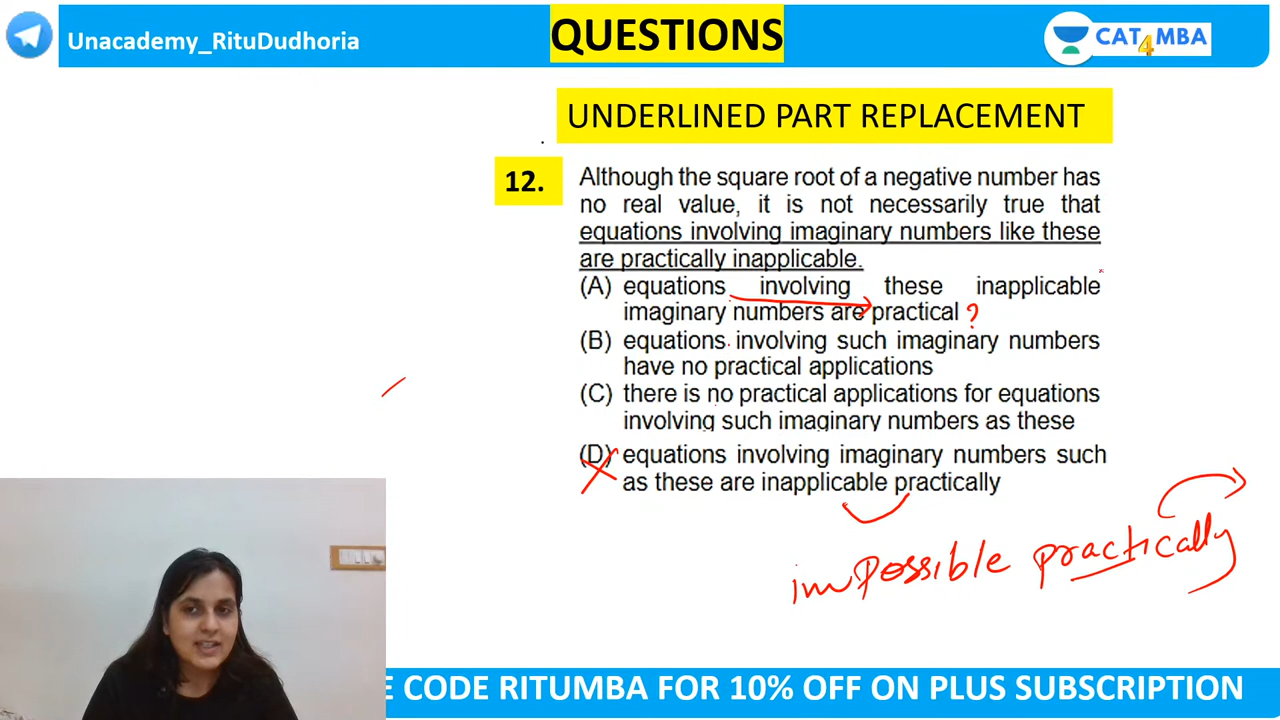 Unacademy_RituDudhoria
QUESTIONS
CAT4MBA
UNDERLINED PART REPLACEMENT
12.
Although the square root of a negative number has
no real value, it is not necessarily true that
equations involving imaginary numbers like these
are practically inapplicable.
(A) equations involving these inapplicable
imaginary numbers are practical ?
(B) equations involving such imaginary numbers
have no practical applications
(C) there is no practical applications for equations
involving such imaginary numbers as these
(D) equations involving imaginary numbers such
as these are inapplicable practically
impossible practically
E CODE RITUMBA FOR 10% OFF ON PLUS SUBSCRIPTION